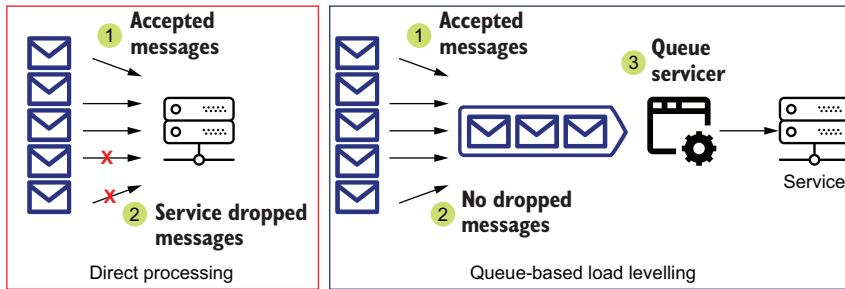 1 Accepted
messages
X
X
2 Service dropped
messages
Direct processing
1 Accepted
messages
3 Queue
servicer
Service
2 No dropped
messages
Queue-based load levelling